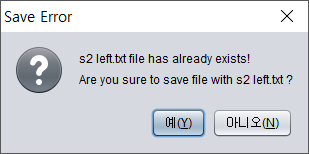 Save Error
s2 left.txt file has already exists!
Are you sure to save file with s2 left.txt ?
예(Y)
아니오(N)